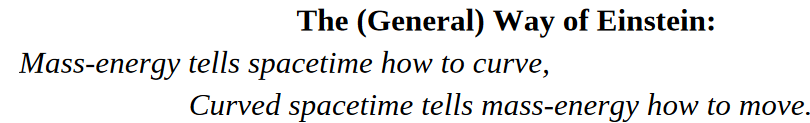 The (General) Way of Einstein:
Mass-energy tells spacetime how to curve,
Curved spacetime tells mass-energy how to move.